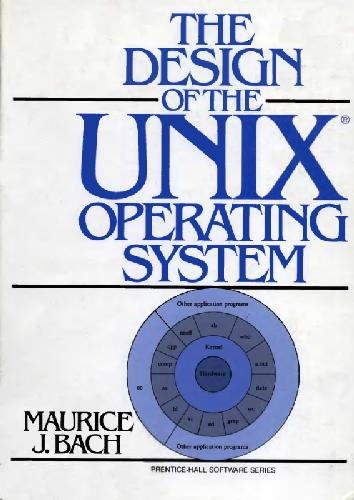 THE
DESIGN
OF THE
UNIX®
OPERATING
SYSTEM
Other application programs
nroff
sh
who
cpp
Kernel
a.out
comp
Hardware
cc
as
date
ld
wc
vi
ed
grep
Other application programs
MAURICE
J. BACH
PRENTICE-HALL SOFTWARE SERIES